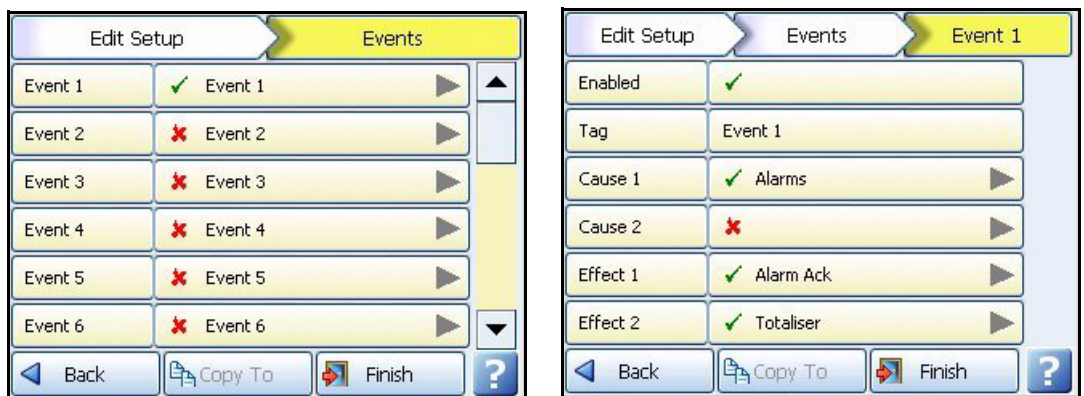 Edit Setup Events
Event 1 Event 1
Event 2 Event 2
Event 3 Event 3
Event 4 Event 4
Event 5 Event 5
Event 6 Event 6
Back Copy To Finish ?
Edit Setup Events Event 1
Enabled
Tag Event 1
Cause 1 Alarms
Cause 2
Effect 1 Alarm Ack
Effect 2 Totaliser
Back Copy To Finish ?